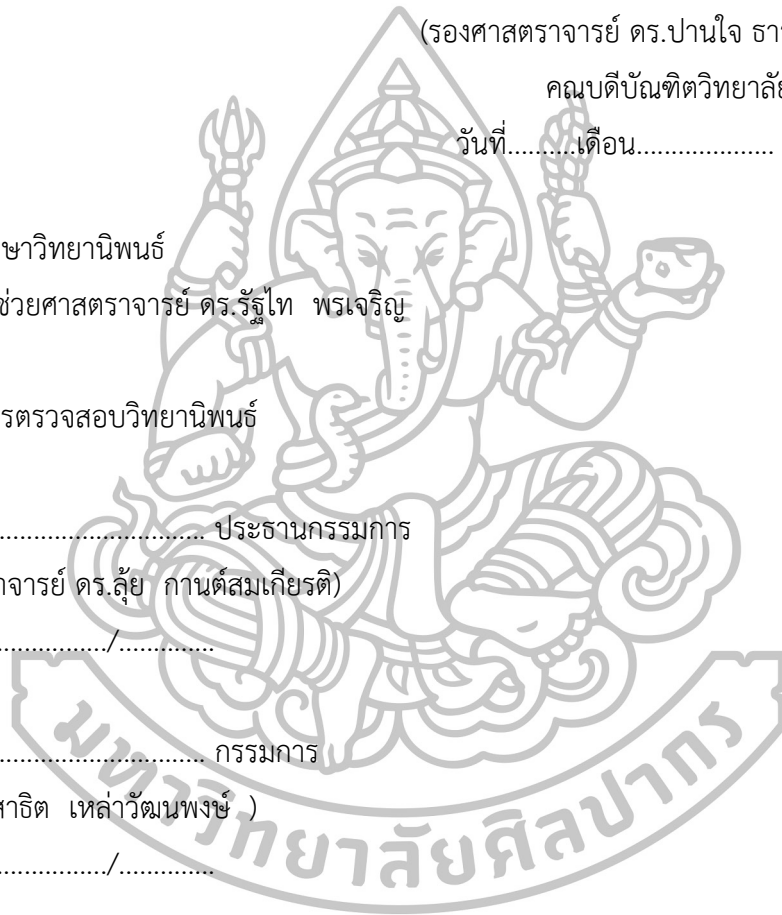 (รองศาสตราจารย์ ดร.ปานใจ
คณบดีบัณฑิตวิทยาลัย
วันที่..........เดือน...................
ษาวิทยานิพนธ์
ช่วยศาสตราจารย์ ดร.รัฐไท พรเจริญ
รตรวจสอบวิทยานิพนธ์
............................. ประธานกรรมการ
าจารย์ ดร.ลุ้ย กานต์สมเกียรติ)
.............../.............
............................. กรรมการ
สาธิต เหล่าวัฒนพงษ์ )
.............../.............
มหาวิทยาลัยศิลปากร